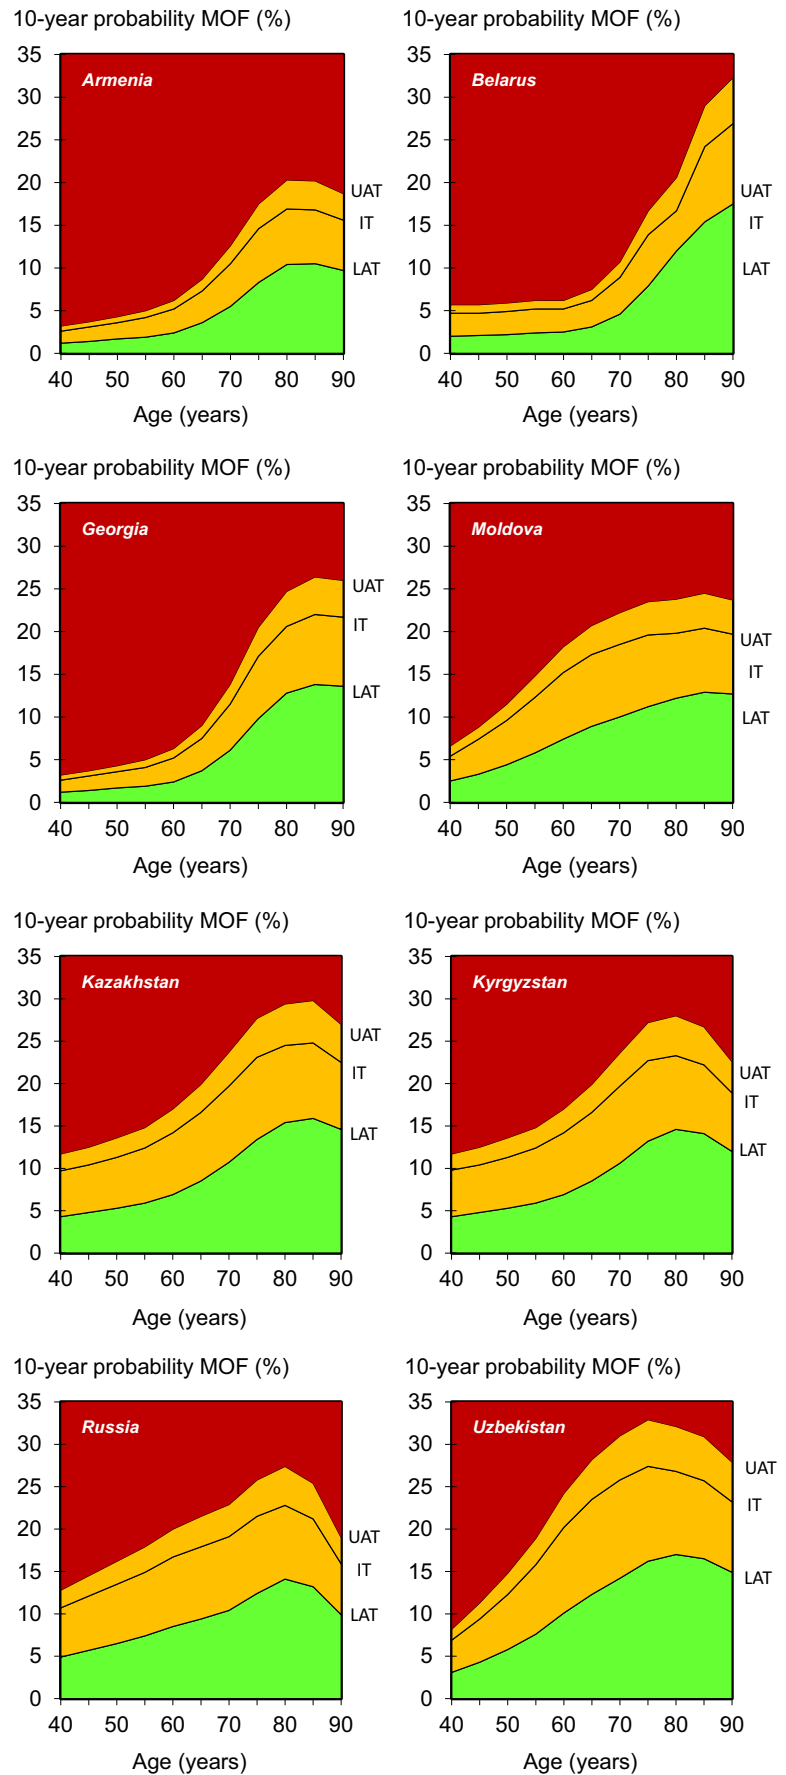 10-year probability MOF (%)
35
30
25
20
15
10
5
0
Armenia
UAT
IT
LAT
40 50 60 70 80 90
Age (years)
10-year probability MOF (%)
35
30
25
20
15
10
5
0
Belarus
UAT
IT
LAT
40 50 60 70 80 90
Age (years)
10-year probability MOF (%)
35
30
25
20
15
10
5
0
Georgia
UAT
IT
LAT
40 50 60 70 80 90
Age (years)
10-year probability MOF (%)
35
30
25
20
15
10
5
0
Moldova
UAT
IT
LAT
40 50 60 70 80 90
Age (years)
10-year probability MOF (%)
35
30
25
20
15
10
5
0
Kazakhstan
UAT
IT
LAT
40 50 60 70 80 90
Age (years)
10-year probability MOF (%)
35
30
25
20
15
10
5
0
Kyrgyzstan
UAT
IT
LAT
40 50 60 70 80 90
Age (years)
10-year probability MOF (%)
35
30
25
20
15
10
5
0
Russia
UAT
IT
LAT
40 50 60 70 80 90
Age (years)
10-year probability MOF (%)
35
30
25
20
15
10
5
0
Uzbekistan
UAT
IT
LAT
40 50 60 70 80 90
Age (years)